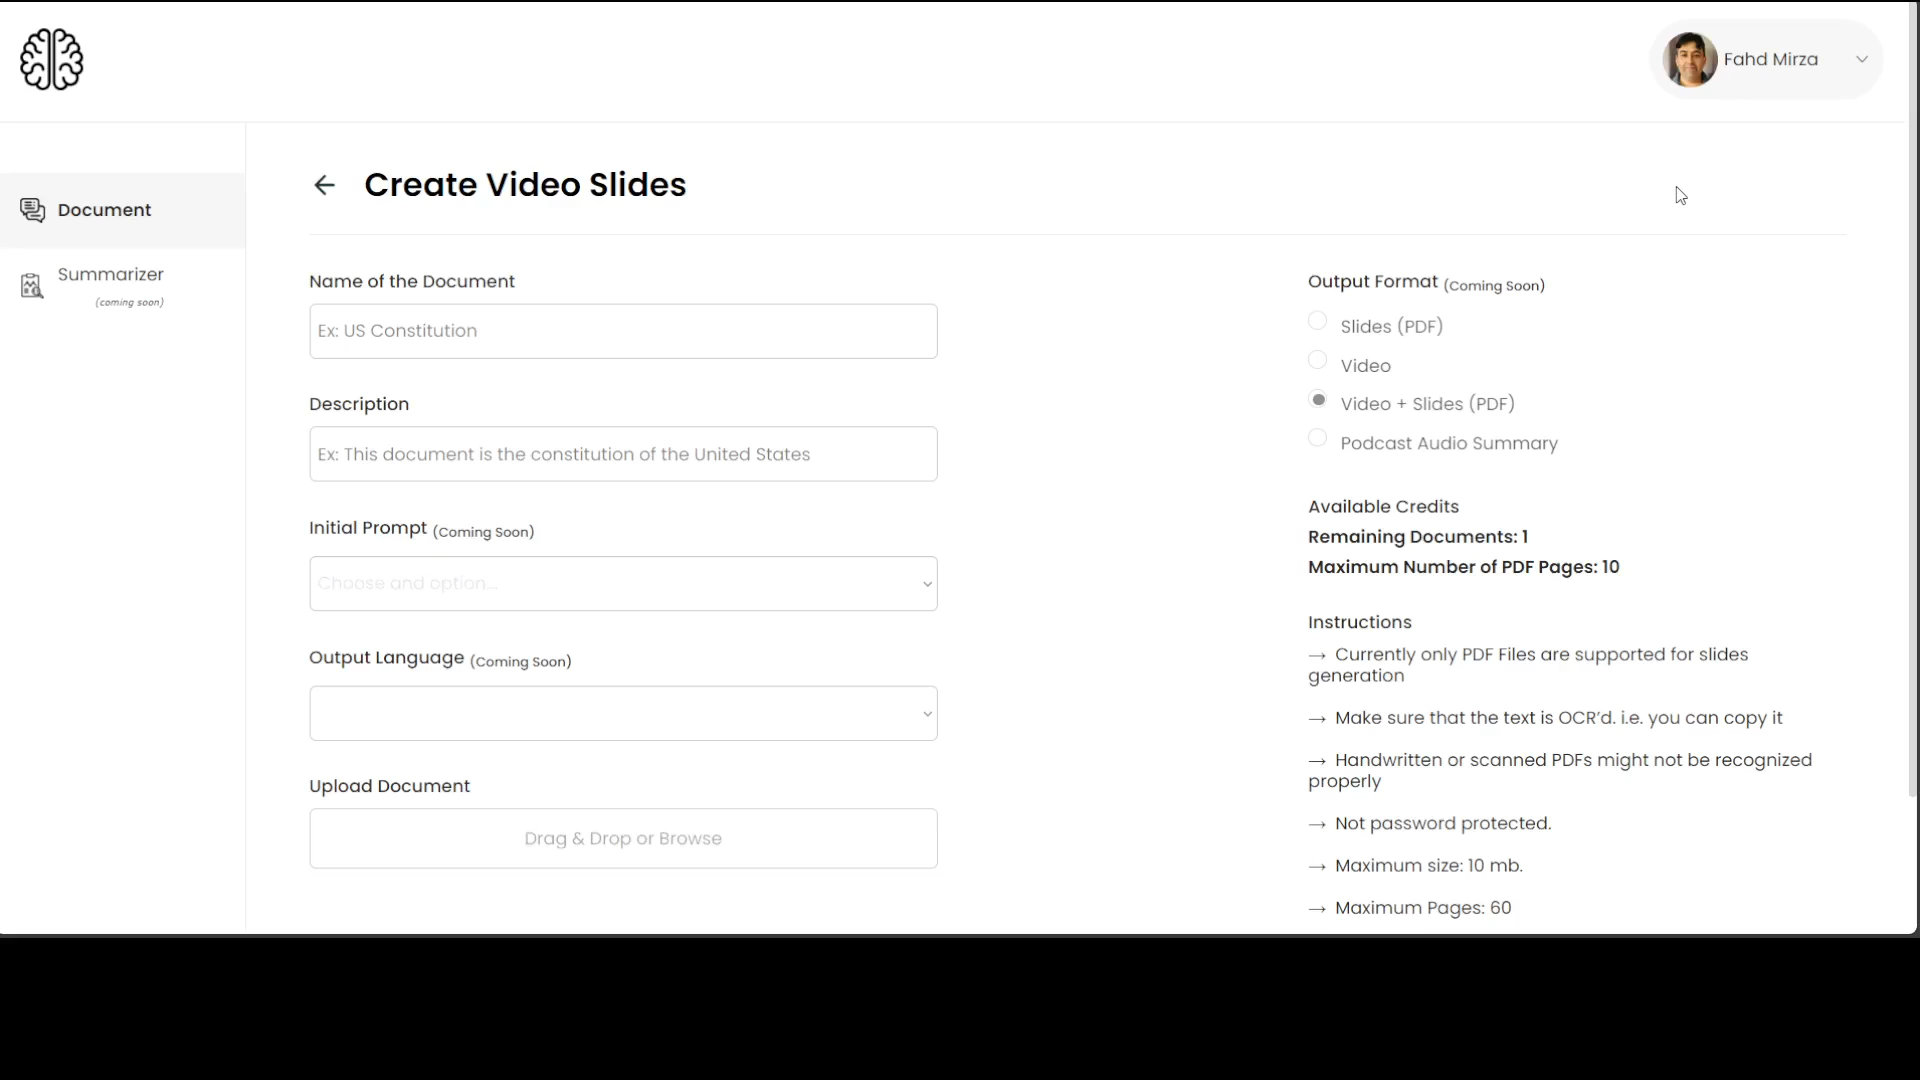 Fahd Mirza
Document
Summarizer
(coming soon)
Create Video Slides
Name of the Document
Ex: US Constitution
Description
Ex: This document is the constitution of the United States
Initial Prompt (Coming Soon)
Choose and option...
Output Language (Coming Soon)
Upload Document
Drag & Drop or Browse
Output Format (Coming Soon)
Slides (PDF)
Video
Video + Slides (PDF)
Podcast Audio Summary
Available Credits
Remaining Documents: 1
Maximum Number of PDF Pages: 10
Instructions
→ Currently only PDF Files are supported for slides
generation
→ Make sure that the text is OCR'd. i.e. you can copy it
→ Handwritten or scanned PDFs might not be recognized
properly
→ Not password protected.
→ Maximum size: 10 mb.
→ Maximum Pages: 60